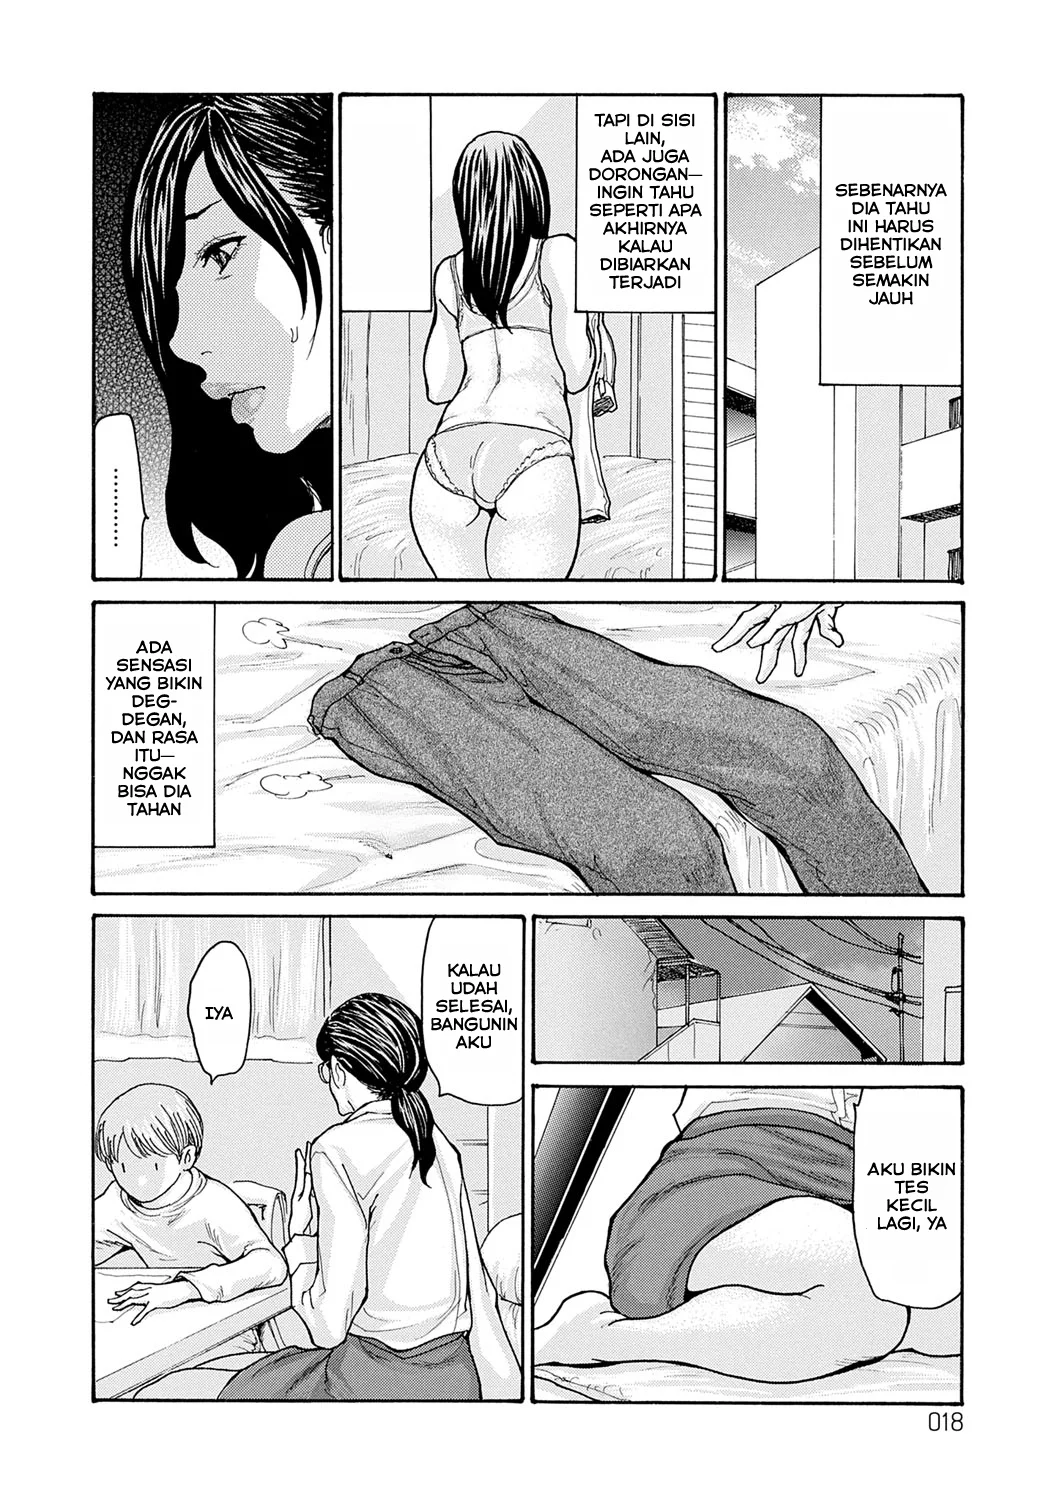 SEBENARNYA
DIA TAHU
INI HARUS
DIHENTIKAN
SEBELUM
SEMAKIN
JAUH
TAPI DI SISI
LAIN,
ADA JUGA
DORONGAN—
INGIN TAHU
SEPERTI APA
AKHIRNYA
KALAU
DIBIARKAN
TERJADI
............
ADA
SENSASI
YANG BIKIN
DEG-
DEGAN,
DAN RASA
ITU—
NGGAK
BISA DIA
TAHAN
AKU BIKIN
TES
KECIL
LAGI, YA
KALAU
UDAH
SELESAI,
BANGUNIN
AKU
IYA
018